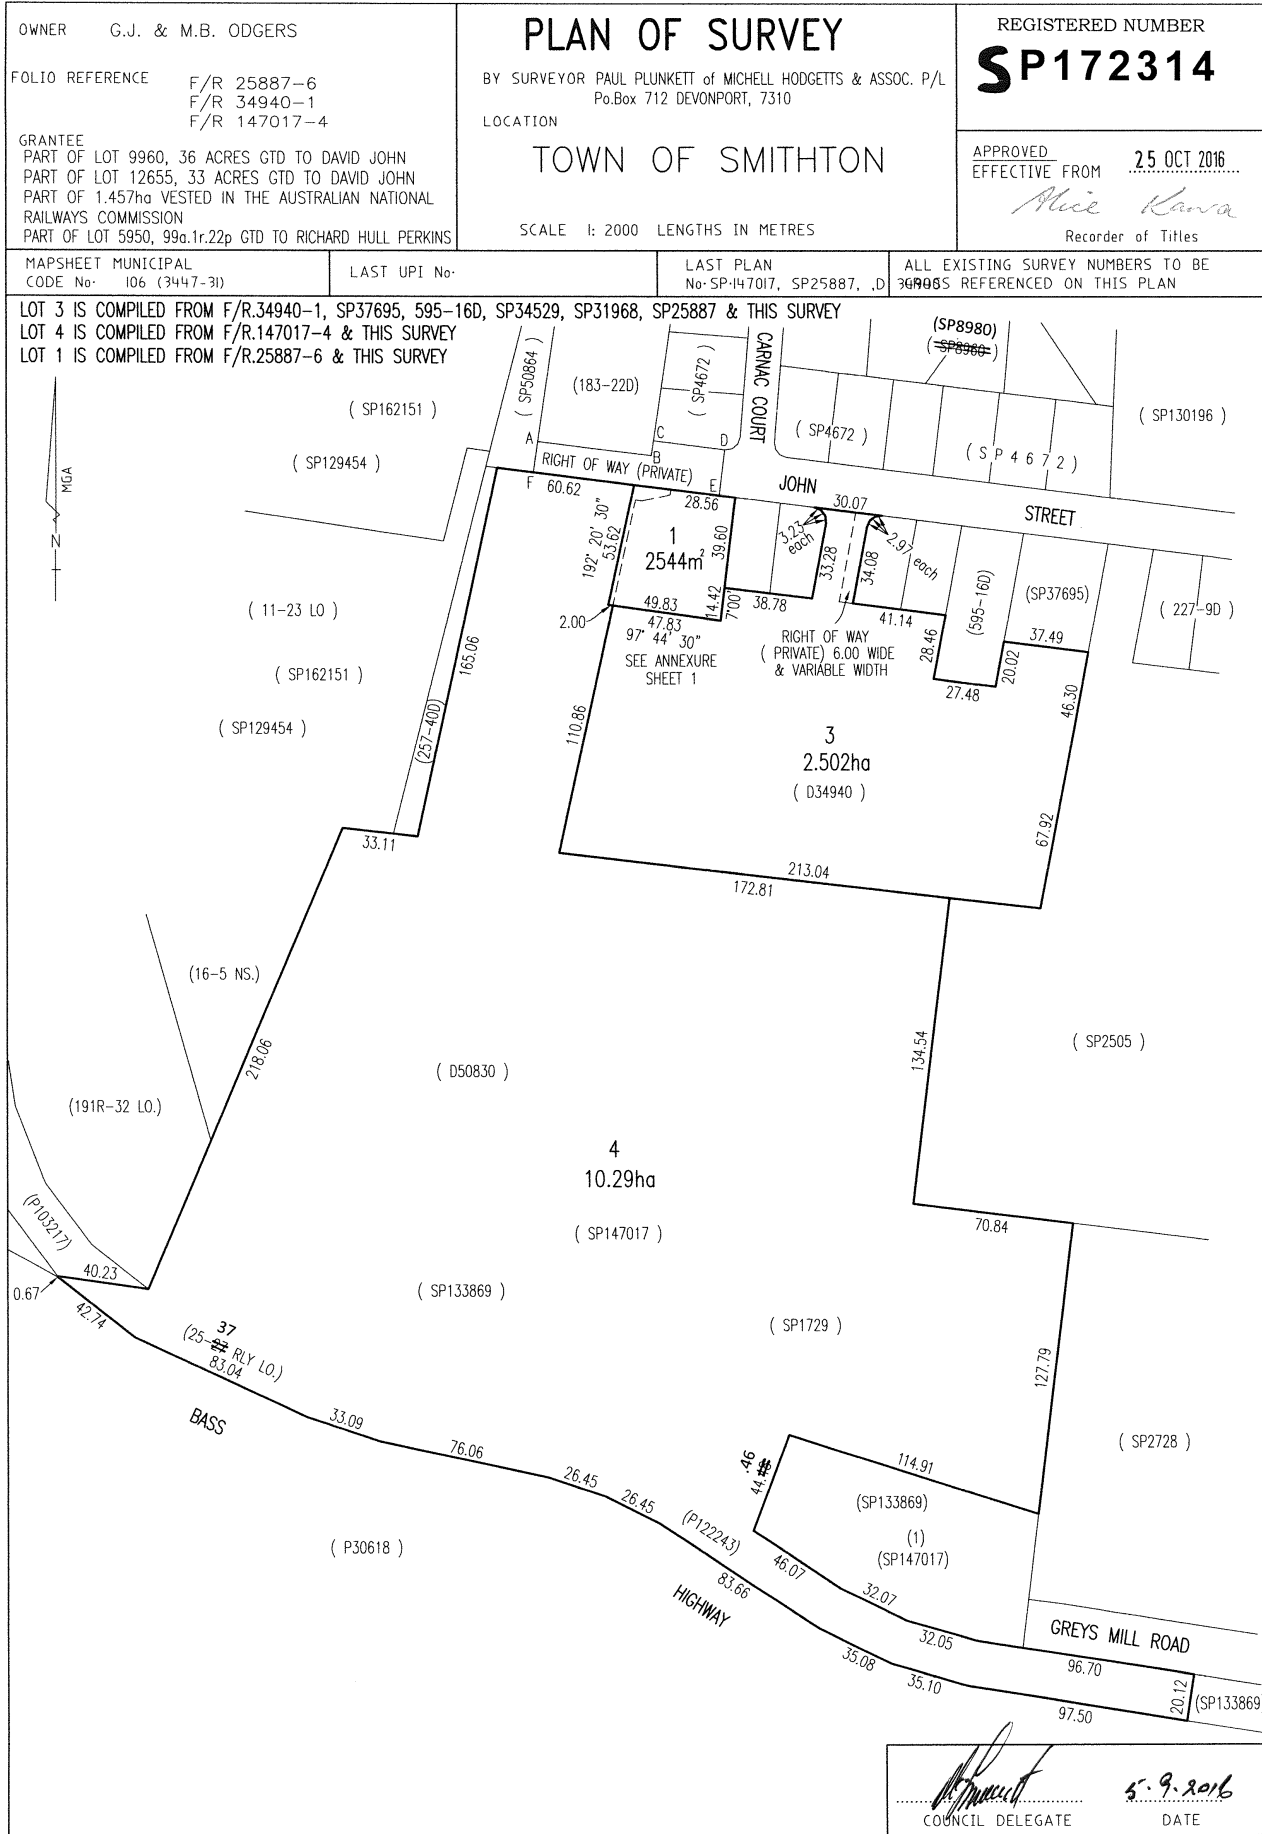 OWNER G.J. & M.B. ODGERS
FOLIO REFERENCE F/R 25887-6
F/R 34940-1
F/R 147017-4
GRANTEE
PART OF LOT 9960, 36 ACRES GTD TO DAVID JOHN
PART OF LOT 12655, 33 ACRES GTD TO DAVID JOHN
PART OF 1.457ha VESTED IN THE AUSTRALIAN NATIONAL
RAILWAYS COMMISSION
PART OF LOT 5950, 99a.1r.22p GTD TO RICHARD HULL PERKINS
PLAN OF SURVEY
BY SURVEYOR PAUL PLUNKETT of MICHELL HODGETTS & ASSOC. P/L
Po.Box 712 DEVONPORT, 7310
LOCATION
TOWN OF SMITHTON
SCALE 1: 2000 LENGTHS IN METRES
REGISTERED NUMBER
SP172314
APPROVED
EFFECTIVE FROM 25 OCT 2016
Alice Kawa
Recorder of Titles
MAPSHEET MUNICIPAL
CODE No. 106 (3447-31)
LAST UPI No.
LAST PLAN
No. SP.147017, SP25887, ,D
ALL EXISTING SURVEY NUMBERS TO BE
REFERENCED ON THIS PLAN
LOT 3 IS COMPILED FROM F/R.34940-1, SP37695, 595-16D, SP34529, SP31968, SP25887 & THIS SURVEY
LOT 4 IS COMPILED FROM F/R.147017-4 & THIS SURVEY
LOT 1 IS COMPILED FROM F/R.25887-6 & THIS SURVEY
(SP8980)
( SP8960 )
( SP50864 )
(183-22D)
( SP4672 )
CARNAC COURT
( SP162151 )
( SP4672 )
( SP130196 )
( SP129454 )
( SP4672 )
A
C
D
B
RIGHT OF WAY (PRIVATE)
E
F
60.62
28.56
JOHN
30.07
STREET
MGA
N
192° 20' 30"
53.62
1
2544m²
39.60
3.23
each
33.28
34.08
2.97 each
(595-16D)
(SP37695)
( 227-9D )
( 11-23 LO )
2.00
49.83
47.83
97° 44' 30"
SEE ANNEXURE
SHEET 1
14.42
7°00'
38.78
41.14
RIGHT OF WAY
( PRIVATE) 6.00 WIDE
& VARIABLE WIDTH
28.46
27.48
20.02
37.49
46.30
165.06
( SP162151 )
( SP129454 )
(257-40D)
110.86
3
2.502ha
( D34940 )
67.92
33.11
213.04
172.81
(16-5 NS.)
218.06
134.54
( SP2505 )
( D50830 )
(191R-32 LO.)
4
10.29ha
(P103217)
70.84
( SP147017 )
40.23
0.67
( SP133869 )
42.74
37
(25-27 RLY LO.)
83.04
( SP1729 )
127.79
BASS
33.09
76.06
( SP2728 )
.46
44.
114.91
26.45
26.45
(SP133869)
(1)
(SP147017)
(P122243)
( P30618 )
46.07
83.66
32.07
HIGHWAY
32.05
GREYS MILL ROAD
35.08
96.70
35.10
20.12
(SP133869
97.50
5.9.2016
COUNCIL DELEGATE DATE